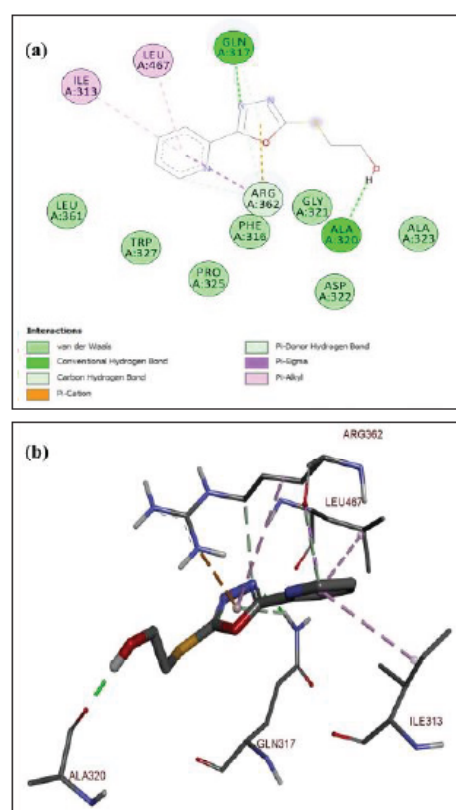 (a)
GLN
A:317
LEU
A:467
ILE
A:313
N
N
N
O
S
O
H
ARG
A:362
LEU
A:361
PHE
A:316
GLY
A:321
ALA
A:320
ALA
A:323
TRP
A:327
PRO
A:325
ASP
A:322
Interactions
van der Waals
Conventional Hydrogen Bond
Carbon Hydrogen Bond
Pi-Cation
Pi-Donor Hydrogen Bond
Pi-Sigma
Pi-Alkyl
(b)
ARG362
LEU467
ILE313
GLN317
ALA320